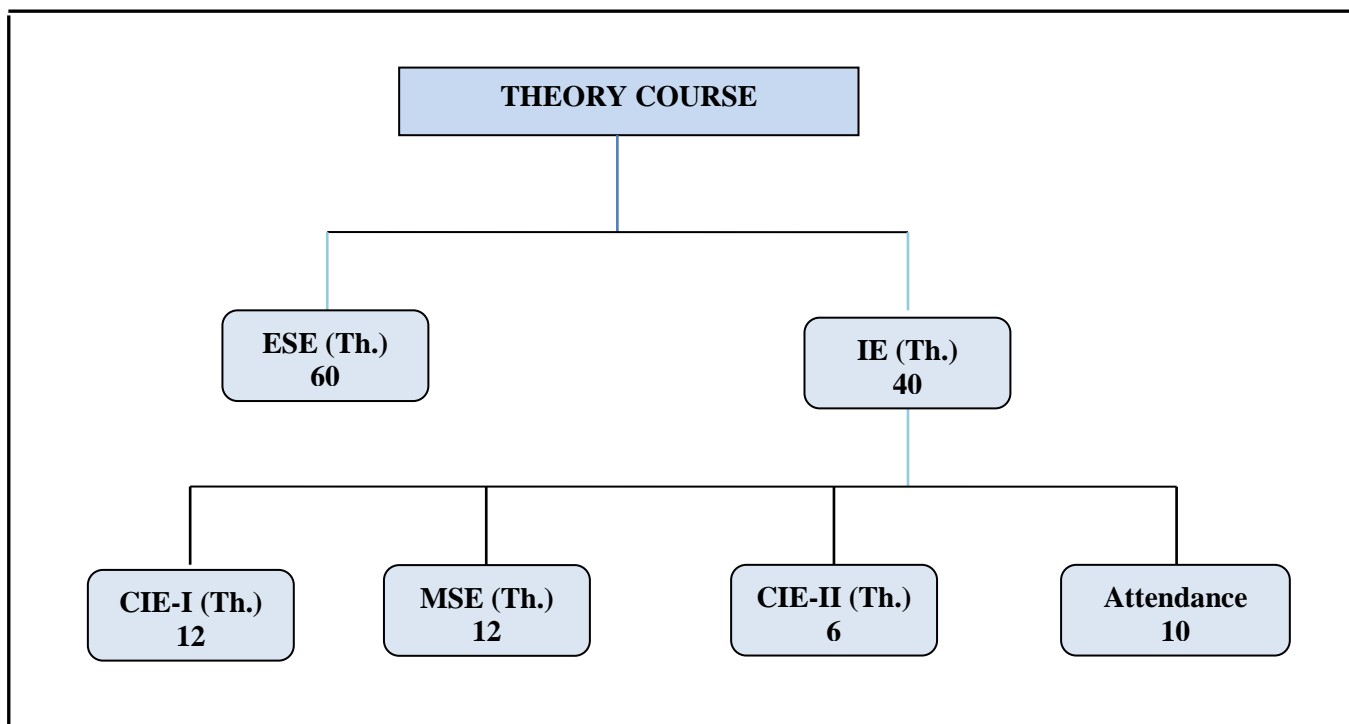 THEORY COURSE
ESE (Th.)
60
IE (Th.)
40
CIE-I (Th.)
12
MSE (Th.)
12
CIE-II (Th.)
6
Attendance
10